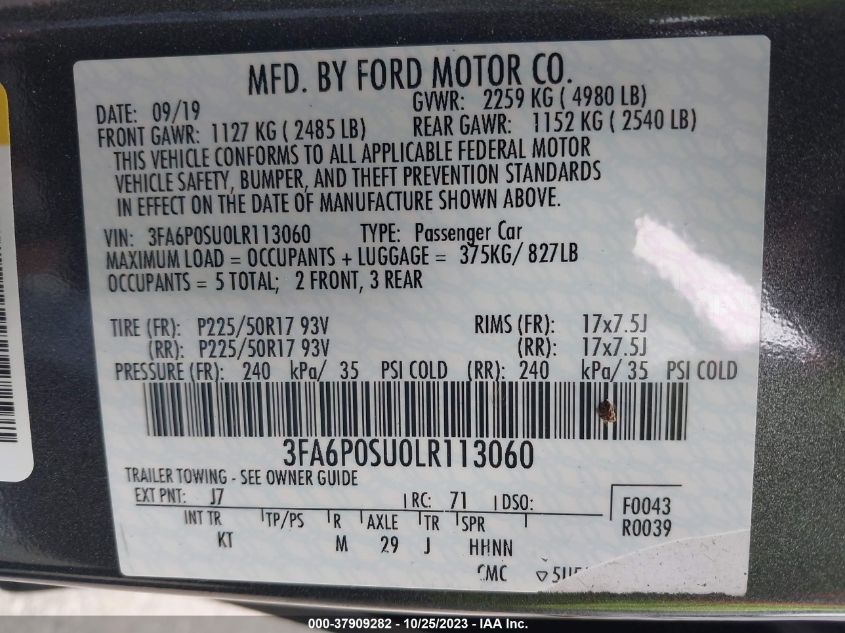 MFD. BY FORD MOTOR CO.
DATE: 09/19 GVWR: 2259 KG ( 4980 LB)
FRONT GAWR: 1127 KG ( 2485 LB) REAR GAWR: 1152 KG ( 2540 LB)
THIS VEHICLE CONFORMS TO ALL APPLICABLE FEDERAL MOTOR
VEHICLE SAFETY, BUMPER, AND THEFT PREVENTION STANDARDS
IN EFFECT ON THE DATE OF MANUFACTURE SHOWN ABOVE.
VIN: 3FA6P0SU0LR113060 TYPE: Passenger Car
MAXIMUM LOAD = OCCUPANTS + LUGGAGE = 375KG/ 827LB
OCCUPANTS = 5 TOTAL; 2 FRONT, 3 REAR
TIRE (FR): P225/50R17 93V RIMS (FR): 17x7.5J
(RR): P225/50R17 93V (RR): 17x7.5J
PRESSURE (FR): 240 kPa/ 35 PSI COLD (RR): 240 kPa/ 35 PSI COLD
3FA6P0SU0LR113060
TRAILER TOWING - SEE OWNER GUIDE
EXT PNT: J7 RC: 71 DSO: F0043
INT TR TP/PS R AXLE TR SPR R0039
KT M 29 J HHNN
CMC
000-37909282 - 10/25/2023 - IAA Inc.